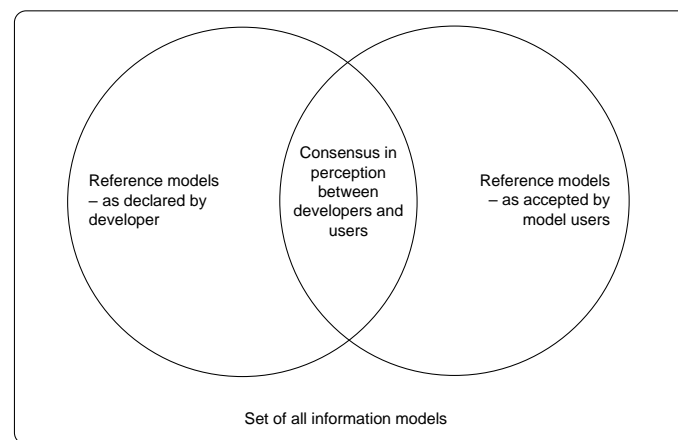 Reference models
– as declared by
developer
Consensus in
perception
between
developers and
users
Reference models
– as accepted by
model users
Set of all information models